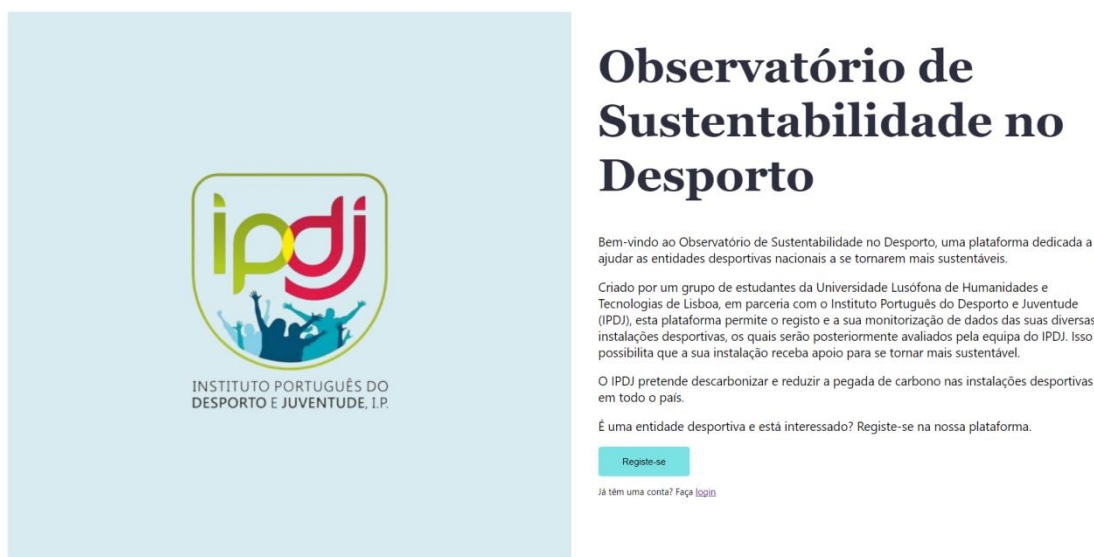 ipdj
INSTITUTO PORTUGUÊS DO
DESPORTO E JUVENTUDE, I.P.
Observatório de
Sustentabilidade no
Desporto
Bem-vindo ao Observatório de Sustentabilidade no Desporto, uma plataforma dedicada a
ajudar as entidades desportivas nacionais a se tornarem mais sustentáveis.
Criado por um grupo de estudantes da Universidade Lusófona de Humanidades e
Tecnologias de Lisboa, em parceria com o Instituto Português do Desporto e Juventude
(IPDJ), esta plataforma permite o registo e a sua monitorização de dados das suas diversas
instalações desportivas, os quais serão posteriormente avaliados pela equipa do IPDJ. Isso
possibilita que a sua instalação receba apoio para se tornar mais sustentável.
O IPDJ pretende descarbonizar e reduzir a pegada de carbono nas instalações desportivas
em todo o país.
É uma entidade desportiva e está interessado? Registe-se na nossa plataforma.
Registe-se
Já têm uma conta? Faça login